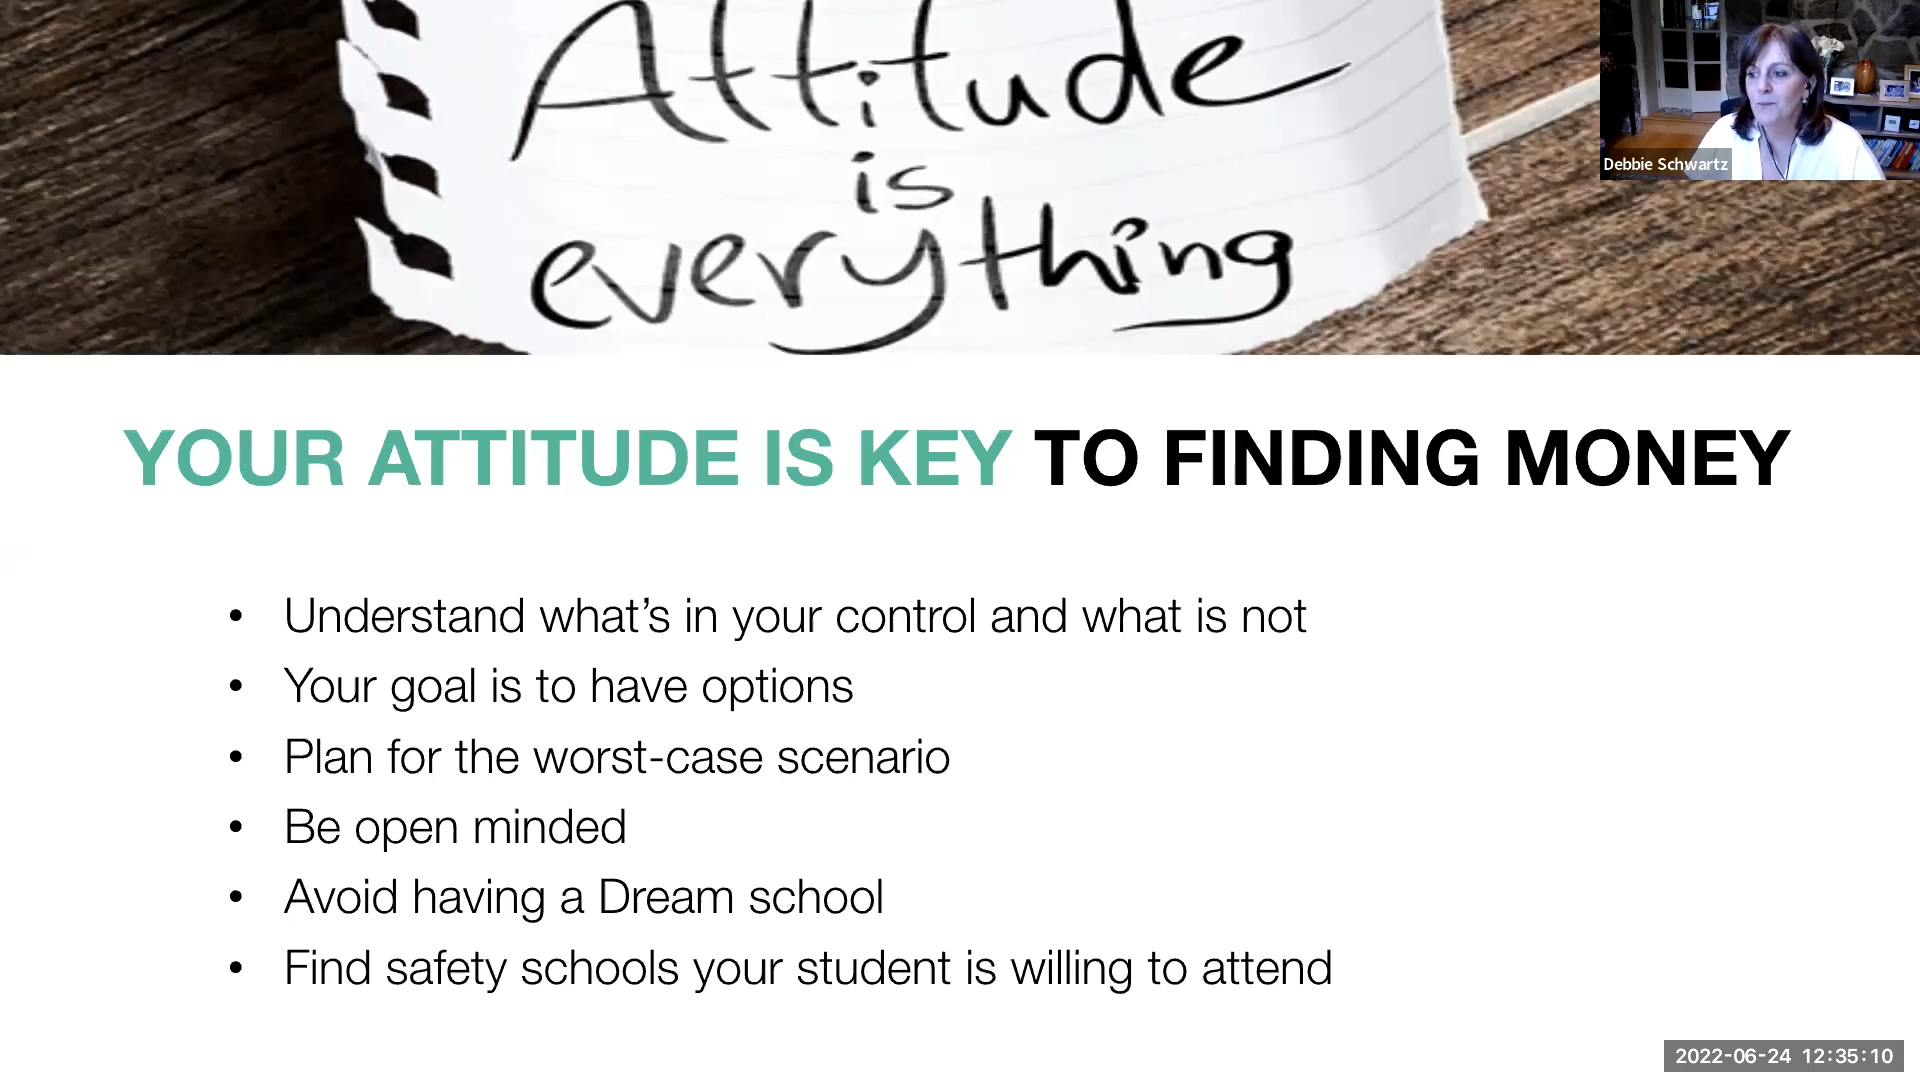 Attitude
is
everything
Debbie Schwartz
YOUR ATTITUDE IS KEY TO FINDING MONEY
• Understand what’s in your control and what is not
• Your goal is to have options
• Plan for the worst-case scenario
• Be open minded
• Avoid having a Dream school
• Find safety schools your student is willing to attend
2022-06-24 12:35:10